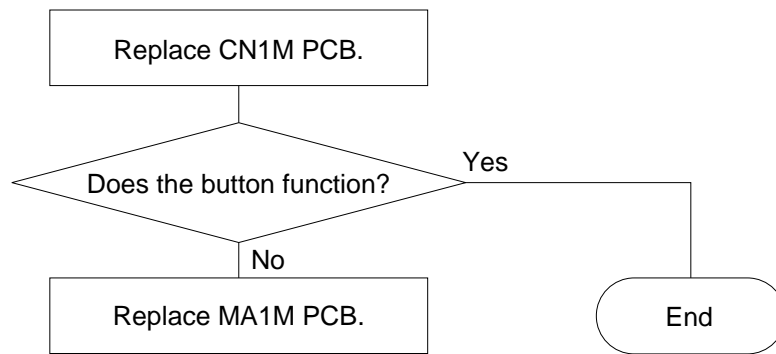 Replace CN1M PCB.
Does the button function?
Yes
No
Replace MA1M PCB.
End